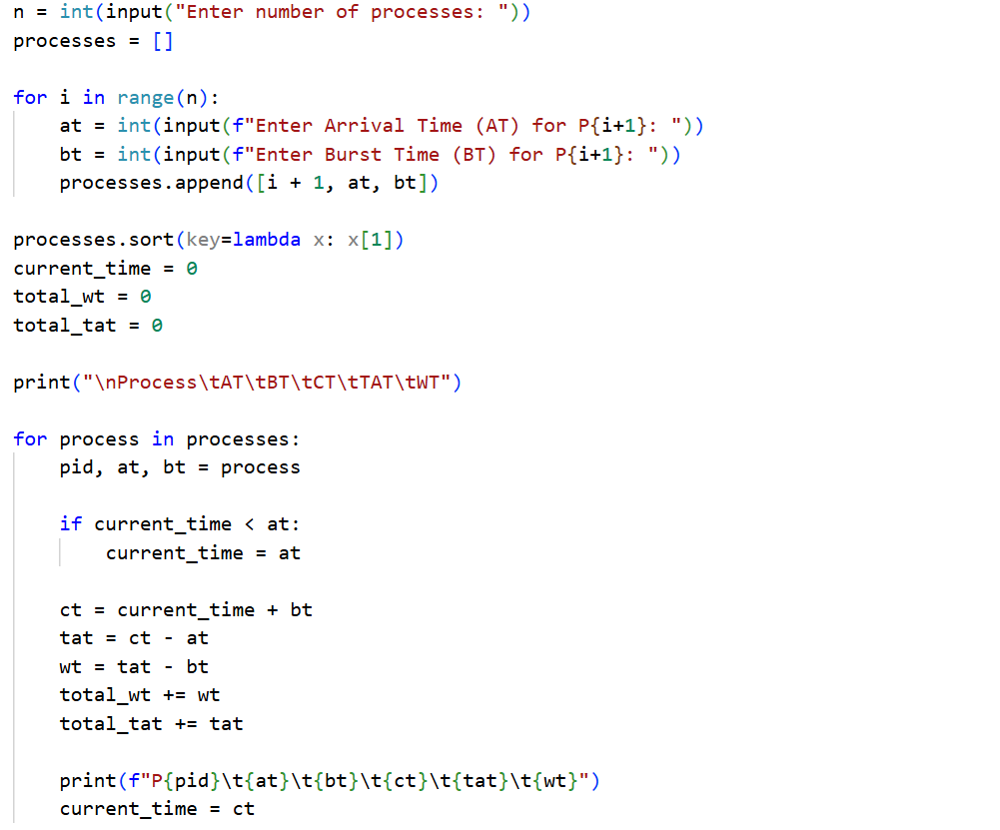 n = int(input("Enter number of processes: "))
processes = []

for i in range(n):
    at = int(input(f"Enter Arrival Time (AT) for P{i+1}: "))
    bt = int(input(f"Enter Burst Time (BT) for P{i+1}: "))
    processes.append([i + 1, at, bt])

processes.sort(key=lambda x: x[1])
current_time = 0
total_wt = 0
total_tat = 0

print("\nProcess\tAT\tBT\tCT\tTAT\tWT")

for process in processes:
    pid, at, bt = process

    if current_time < at:
        current_time = at

    ct = current_time + bt
    tat = ct - at
    wt = tat - bt
    total_wt += wt
    total_tat += tat

    print(f"P{pid}\t{at}\t{bt}\t{ct}\t{tat}\t{wt}")
    current_time = ct